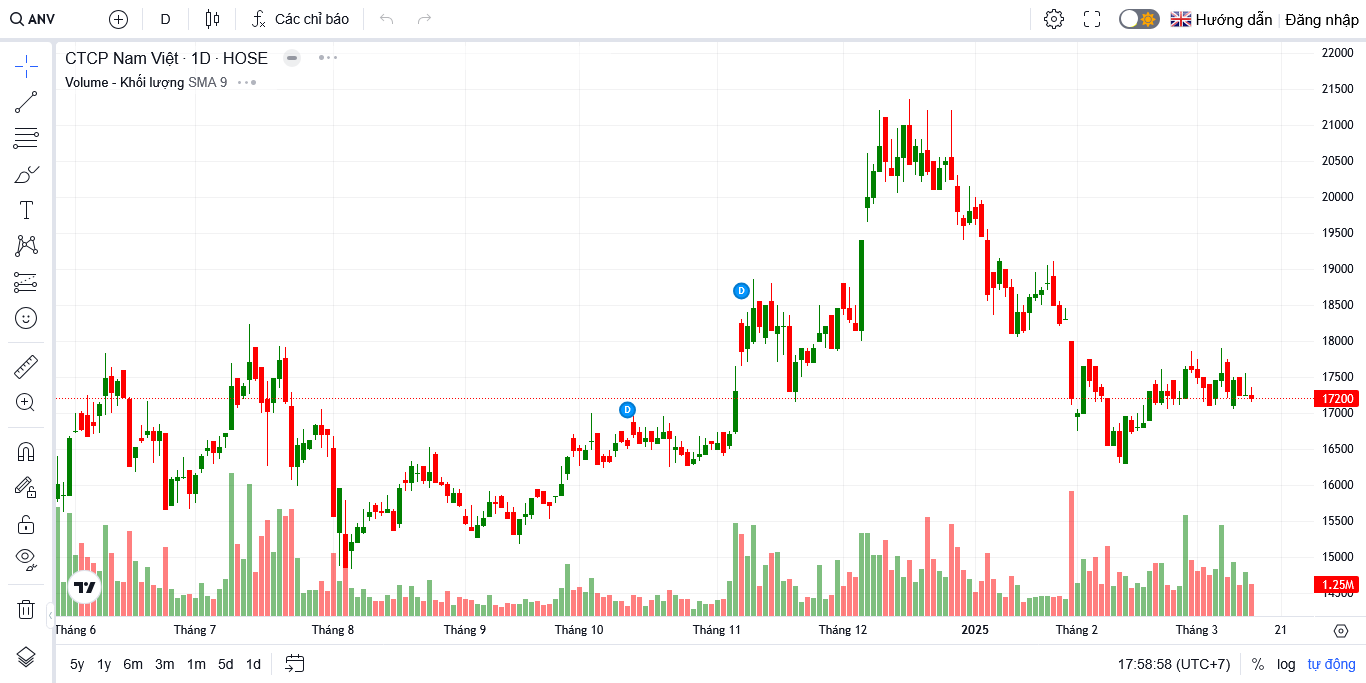 ANV D Các chỉ báo Hướng dẫn Đăng nhập
CTCP Nam Việt · 1D · HOSE
Volume - Khối lượng SMA 9
22000
21500
21000
20500
20000
19500
19000
18500
18000
17500
17200
17000
16500
16000
15500
15000
1.25M
14500
D
D
Tháng 6 Tháng 7 Tháng 8 Tháng 9 Tháng 10 Tháng 11 Tháng 12 2025 Tháng 2 Tháng 3 21
5y 1y 6m 3m 1m 5d 1d 17:58:58 (UTC+7) % log tự động